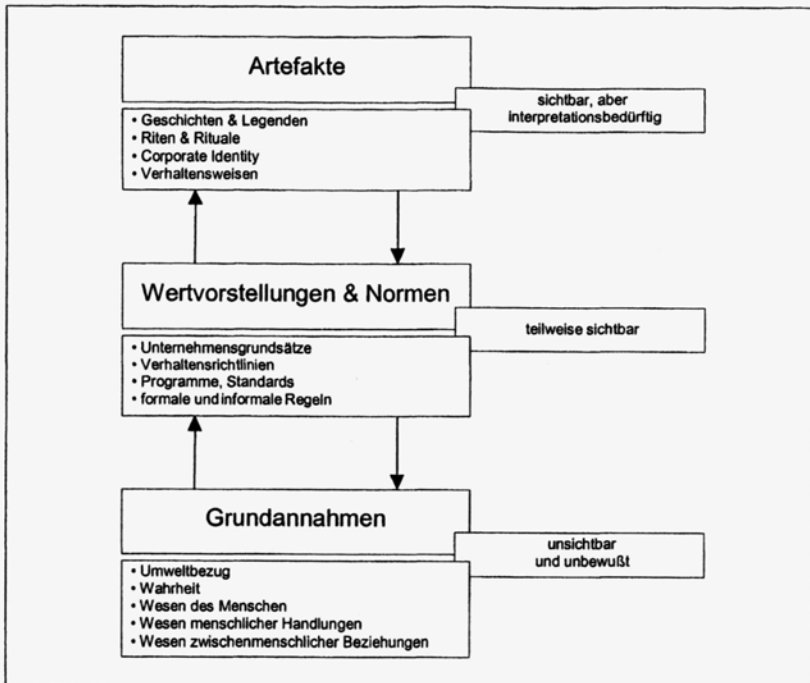 Artefakte
sichtbar, aber
interpretationsbedürftig
• Geschichten & Legenden
• Riten & Rituale
• Corporate Identity
• Verhaltensweisen
Wertvorstellungen & Normen
teilweise sichtbar
• Unternehmensgrundsätze
• Verhaltensrichtlinien
• Programme, Standards
• formale und informale Regeln
Grundannahmen
unsichtbar
und unbewußt
• Umweltbezug
• Wahrheit
• Wesen des Menschen
• Wesen menschlicher Handlungen
• Wesen zwischenmenschlicher Beziehungen